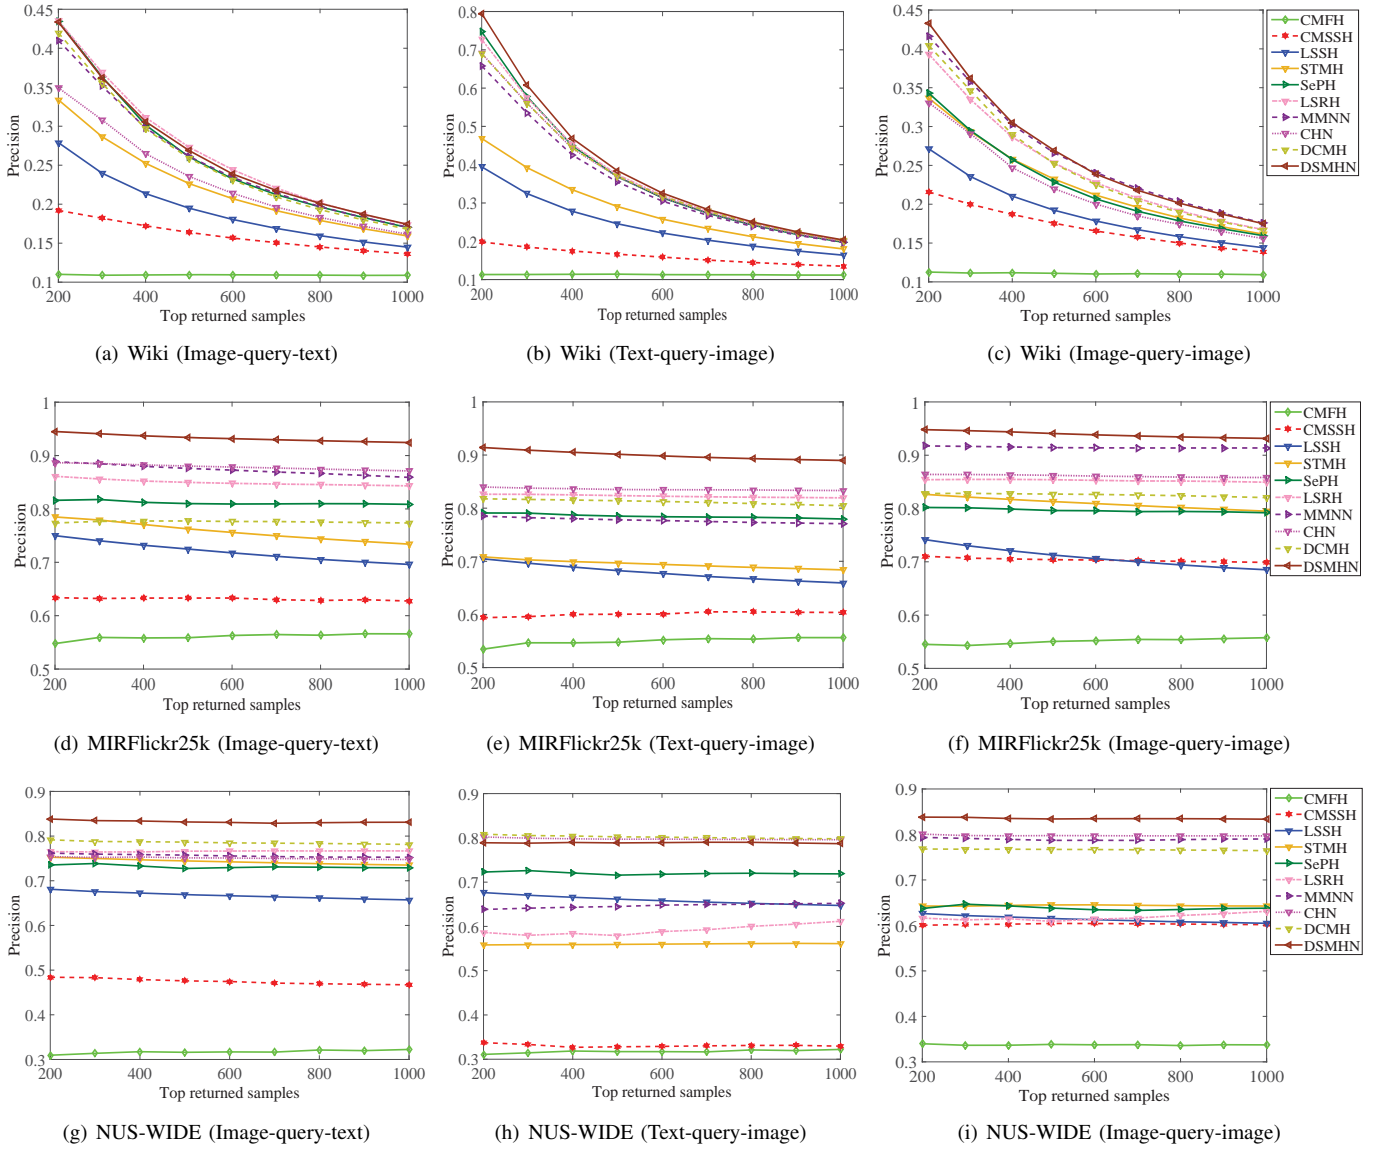 0.45
0.4
0.35
0.3
0.25
0.2
0.15
0.1
Precision
200 400 600 800 1000
Top returned samples
(a) Wiki (Image-query-text)
0.8
0.7
0.6
0.5
0.4
0.3
0.2
0.1
Precision
200 400 600 800 1000
Top returned samples
(b) Wiki (Text-query-image)
0.45
0.4
0.35
0.3
0.25
0.2
0.15
0.1
Precision
200 400 600 800 1000
Top returned samples
(c) Wiki (Image-query-image)
CMFH
CMSSH
LSSH
STMH
SePH
LSRH
MMNN
CHN
DCMH
DSMHN
1
0.9
0.8
0.7
0.6
0.5
Precision
200 400 600 800 1000
Top returned samples
(d) MIRFlickr25k (Image-query-text)
1
0.9
0.8
0.7
0.6
0.5
Precision
200 400 600 800 1000
Top returned samples
(e) MIRFlickr25k (Text-query-image)
1
0.9
0.8
0.7
0.6
0.5
Precision
200 400 600 800 1000
Top returned samples
(f) MIRFlickr25k (Image-query-image)
CMFH
CMSSH
LSSH
STMH
SePH
LSRH
MMNN
CHN
DCMH
DSMHN
0.9
0.8
0.7
0.6
0.5
0.4
0.3
Precision
200 400 600 800 1000
Top returned samples
(g) NUS-WIDE (Image-query-text)
0.9
0.8
0.7
0.6
0.5
0.4
0.3
Precision
200 400 600 800 1000
Top returned samples
(h) NUS-WIDE (Text-query-image)
0.9
0.8
0.7
0.6
0.5
0.4
0.3
Precision
200 400 600 800 1000
Top returned samples
(i) NUS-WIDE (Image-query-image)
CMFH
CMSSH
LSSH
STMH
SePH
LSRH
MMNN
CHN
DCMH
DSMHN